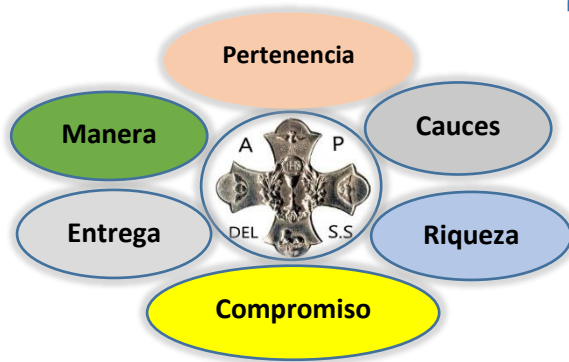 Pertenencia
Manera
Cauces
A P
DEL S.S
Entrega
Riqueza
Compromiso